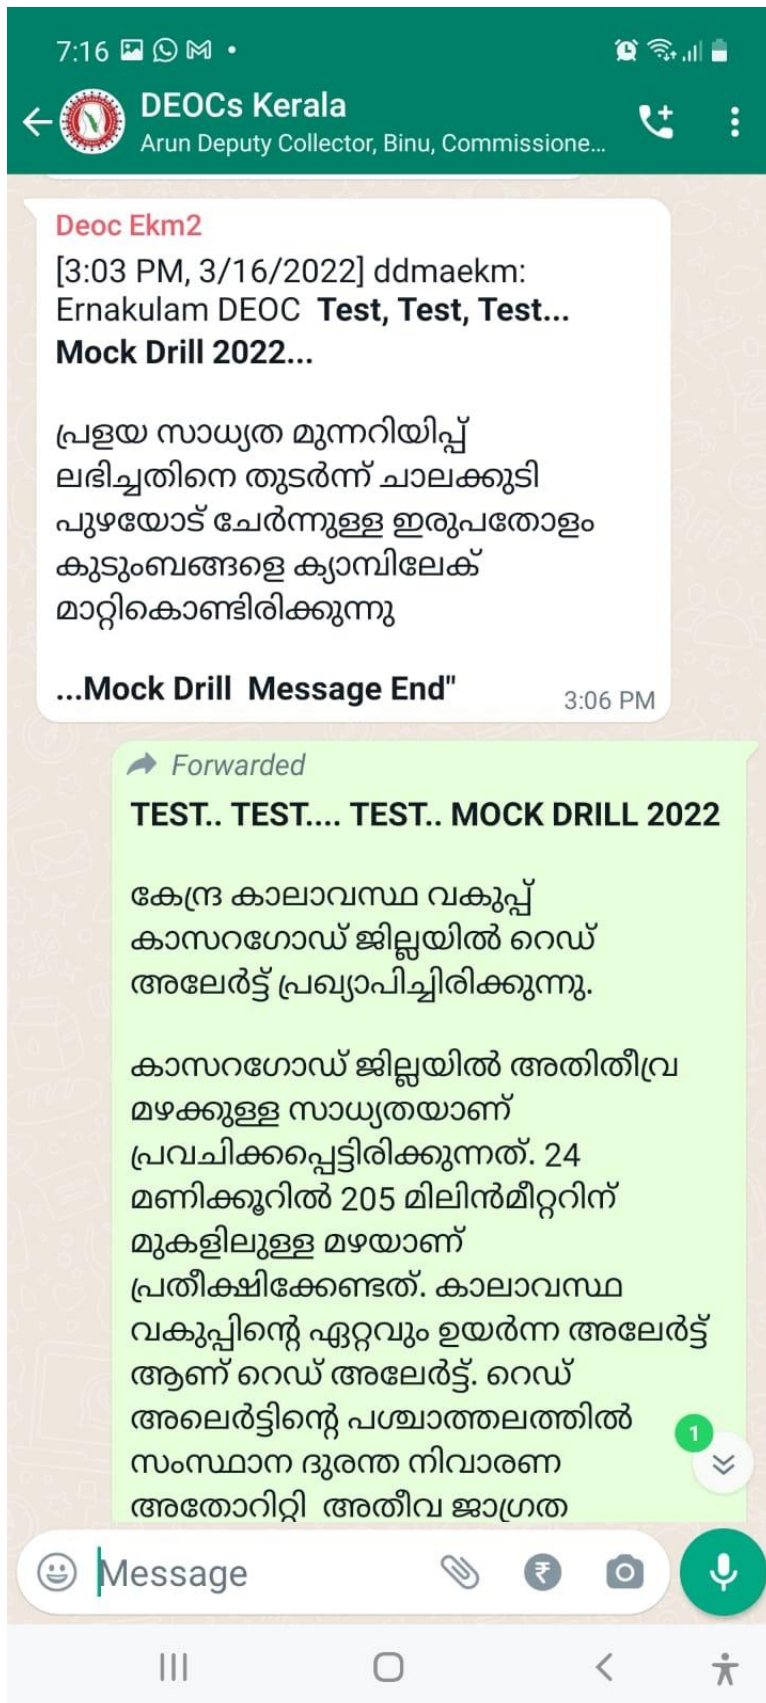 7:16
DEOCs Kerala
Arun Deputy Collector, Binu, Commissione...
Deoc Ekm2
[3:03 PM, 3/16/2022] ddmaekm:
Ernakulam DEOC Test, Test, Test...
Mock Drill 2022...
പ്രളയ സാധ്യത മുന്നറിയിപ്പ്
ലഭിച്ചതിനെ തുടർന്ന് ചാലക്കുടി
പുഴയോട് ചേർന്നുള്ള ഇരുപതോളം
കുടുംബങ്ങളെ ക്യാമ്പിലേക്
മാറ്റികൊണ്ടിരിക്കുന്നു
...Mock Drill Message End"
3:06 PM
Forwarded
TEST.. TEST.... TEST.. MOCK DRILL 2022
കേന്ദ്ര കാലാവസ്ഥ വകുപ്പ്
കാസറഗോഡ് ജില്ലയിൽ റെഡ്
അലേർട്ട് പ്രഖ്യാപിച്ചിരിക്കുന്നു.
കാസറഗോഡ് ജില്ലയിൽ അതിതീവ്ര
മഴക്കുള്ള സാധ്യതയാണ്
പ്രവചിക്കപ്പെട്ടിരിക്കുന്നത്. 24
മണിക്കൂറിൽ 205 മിലിൻമീറ്ററിന്
മുകളിലുള്ള മഴയാണ്
പ്രതീക്ഷിക്കേണ്ടത്. കാലാവസ്ഥ
വകുപ്പിന്റെ ഏറ്റവും ഉയർന്ന അലേർട്ട്
ആണ് റെഡ് അലേർട്ട്. റെഡ്
അലെർട്ടിന്റെ പശ്ചാത്തലത്തിൽ
1
സംസ്ഥാന ദുരന്ത നിവാരണ
അതോറിറ്റി അതീവ ജാഗ്രത
Message